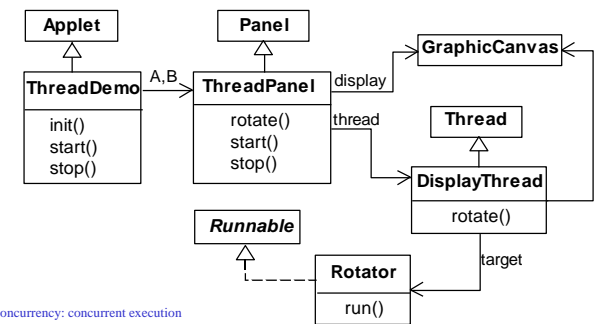 Applet
Panel
GraphicCanvas
ThreadDemo
A,B
ThreadPanel
display
init()
start()
stop()
rotate()
start()
stop()
thread
Thread
DisplayThread
rotate()
Runnable
target
Rotator
run()
oncurrency: concurrent execution